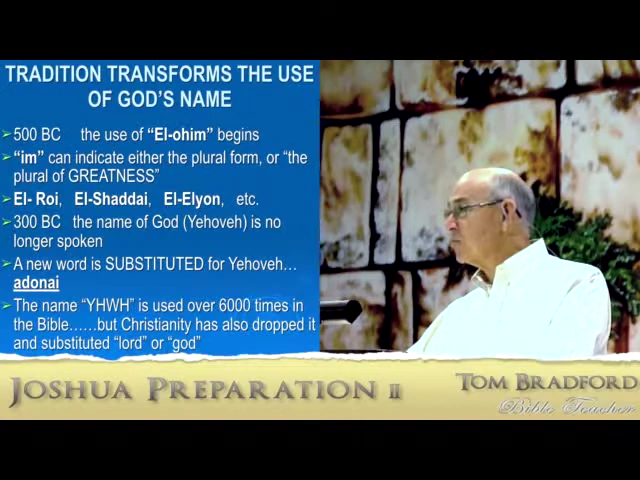 TRADITION TRANSFORMS THE USE
OF GOD'S NAME
➢500 BC the use of “El-ohim” begins
➢“im” can indicate either the plural form, or “the
plural of GREATNESS”
➢El- Roi, El-Shaddai, El-Elyon, etc.
➢300 BC the name of God (Yehoveh) is no
longer spoken
➢A new word is SUBSTITUTED for Yehoveh…
adonai
➢The name “YHWH” is used over 6000 times in
the Bible……but Christianity has also dropped it
and substituted “lord” or “god”
JOSHUA PREPARATION II
TOM BRADFORD
Bible Teacher